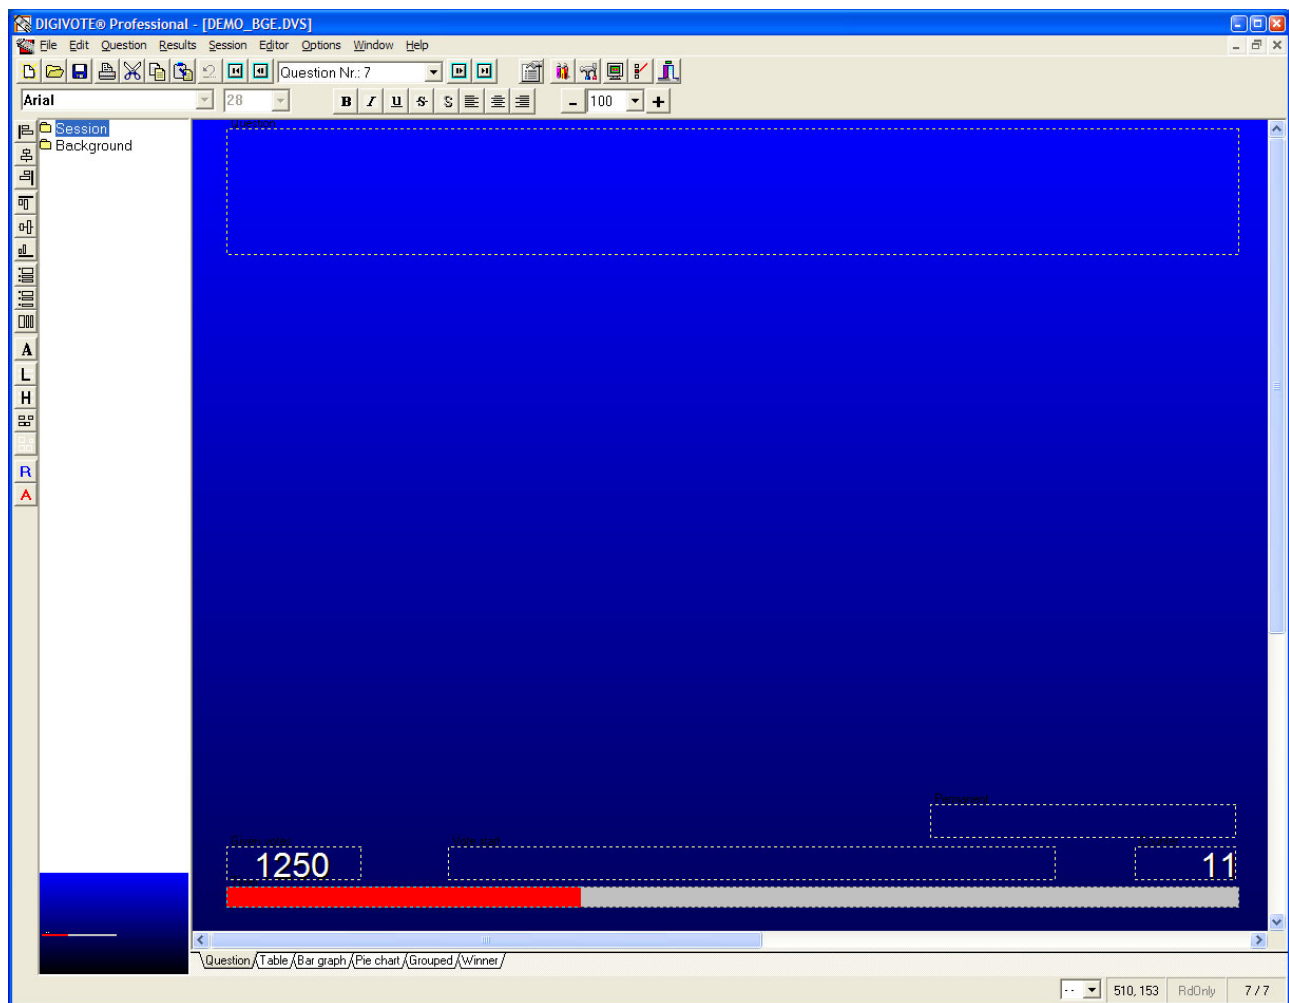 DIGIVOTE® Professional - [DEMO_BGE.DVS]
File Edit Question Results Session Editor Options Window Help
Question Nr.: 7
Arial 28 B I U S S - 100 +
Session
Background
Question
A
L
H
R
A
1250 11
Question Table Bar graph Pie chart Grouped Winner
-- 510, 153 RdOnly 7 / 7